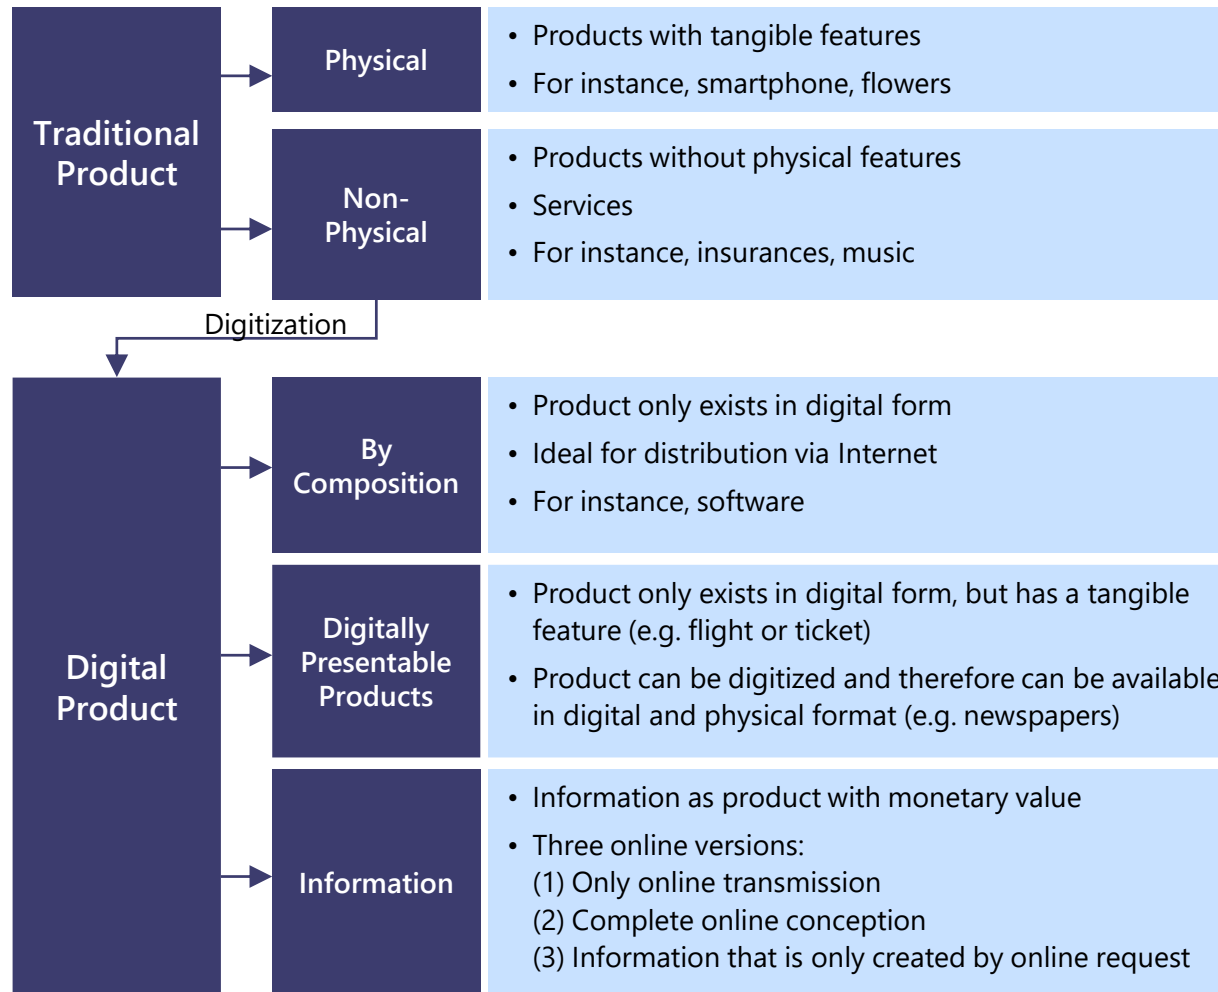 Traditional
Product
Physical
• Products with tangible features
• For instance, smartphone, flowers
Non-
Physical
• Products without physical features
• Services
• For instance, insurances, music
Digitization
Digital
Product
By
Composition
• Product only exists in digital form
• Ideal for distribution via Internet
• For instance, software
Digitally
Presentable
Products
• Product only exists in digital form, but has a tangible
feature (e.g. flight or ticket)
• Product can be digitized and therefore can be available
in digital and physical format (e.g. newspapers)
Information
• Information as product with monetary value
• Three online versions:
(1) Only online transmission
(2) Complete online conception
(3) Information that is only created by online request